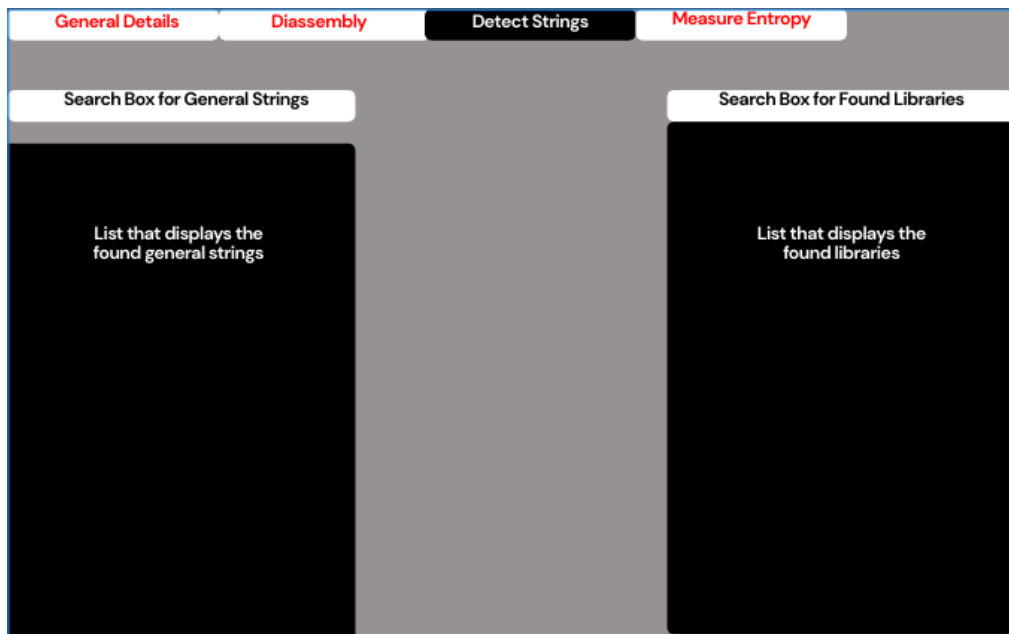 General Details
Disassembly
Detect Strings
Measure Entropy
Search Box for General Strings
Search Box for Found Libraries
List that displays the
found general strings
List that displays the
found libraries